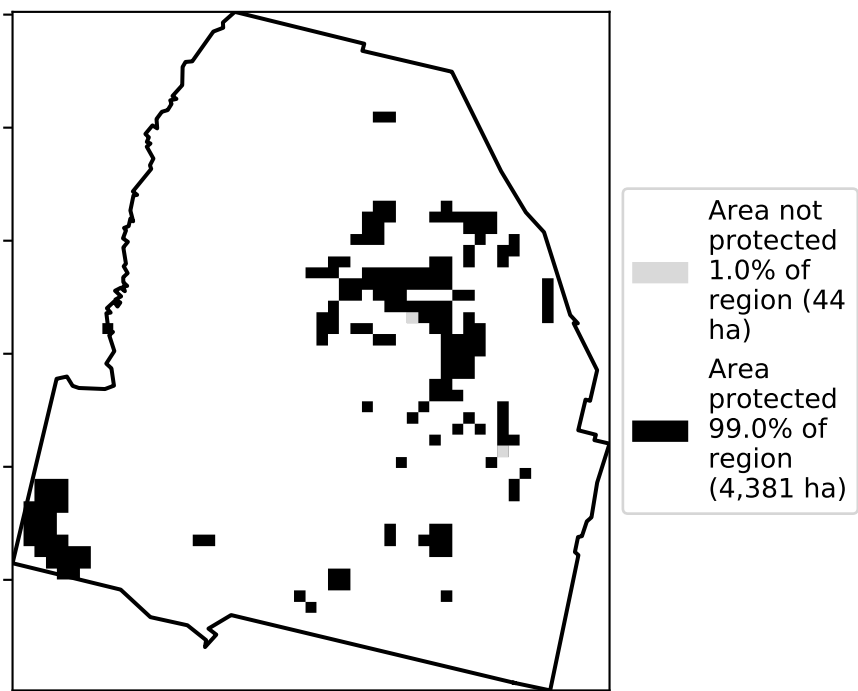 Area not
protected
1.0% of
region (44
ha)
Area
protected
99.0% of
region
(4,381 ha)